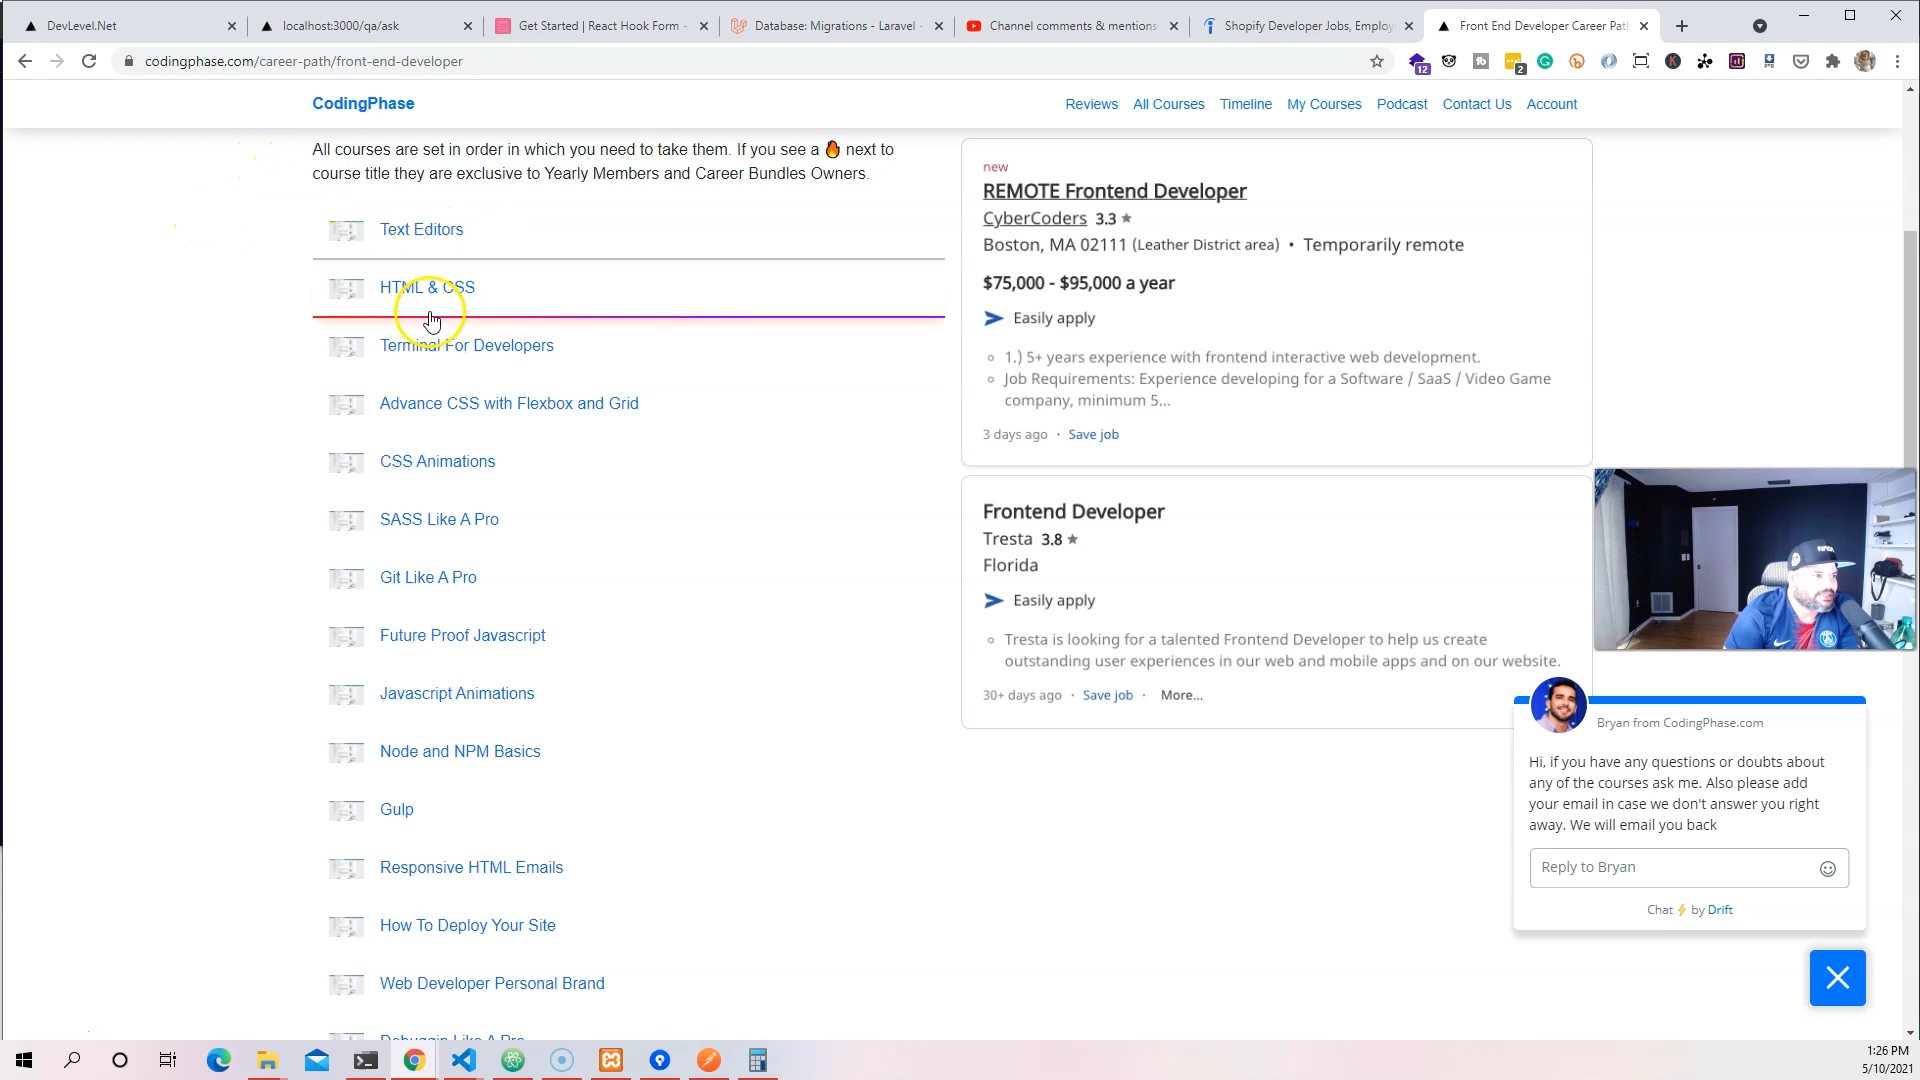 DevLevel.Net
localhost:3000/qa/ask
Get Started | React Hook Form -
Database: Migrations - Laravel -
Channel comments & mentions
Shopify Developer Jobs, Employ
Front End Developer Career Path
codingphase.com/career-path/front-end-developer
12
2
CodingPhase
Reviews
All Courses
Timeline
My Courses
Podcast
Contact Us
Account
All courses are set in order in which you need to take them. If you see a 🔥 next to
course title they are exclusive to Yearly Members and Career Bundles Owners.
Text Editors
HTML & CSS
Terminal For Developers
Advance CSS with Flexbox and Grid
CSS Animations
SASS Like A Pro
Git Like A Pro
Future Proof Javascript
Javascript Animations
Node and NPM Basics
Gulp
Responsive HTML Emails
How To Deploy Your Site
Web Developer Personal Brand
Debuggin Like A Pro
new
REMOTE Frontend Developer
CyberCoders 3.3 ★
Boston, MA 02111 (Leather District area) • Temporarily remote
$75,000 - $95,000 a year
Easily apply
1.) 5+ years experience with frontend interactive web development.
Job Requirements: Experience developing for a Software / SaaS / Video Game
company, minimum 5...
3 days ago · Save job
Frontend Developer
Tresta 3.8 ★
Florida
Easily apply
Tresta is looking for a talented Frontend Developer to help us create
outstanding user experiences in our web and mobile apps and on our website.
30+ days ago · Save job · More...
Bryan from CodingPhase.com
Hi, if you have any questions or doubts about
any of the courses ask me. Also please add
your email in case we don't answer you right
away. We will email you back
Reply to Bryan
Chat ⚡ by Drift
1:26 PM
5/10/2021